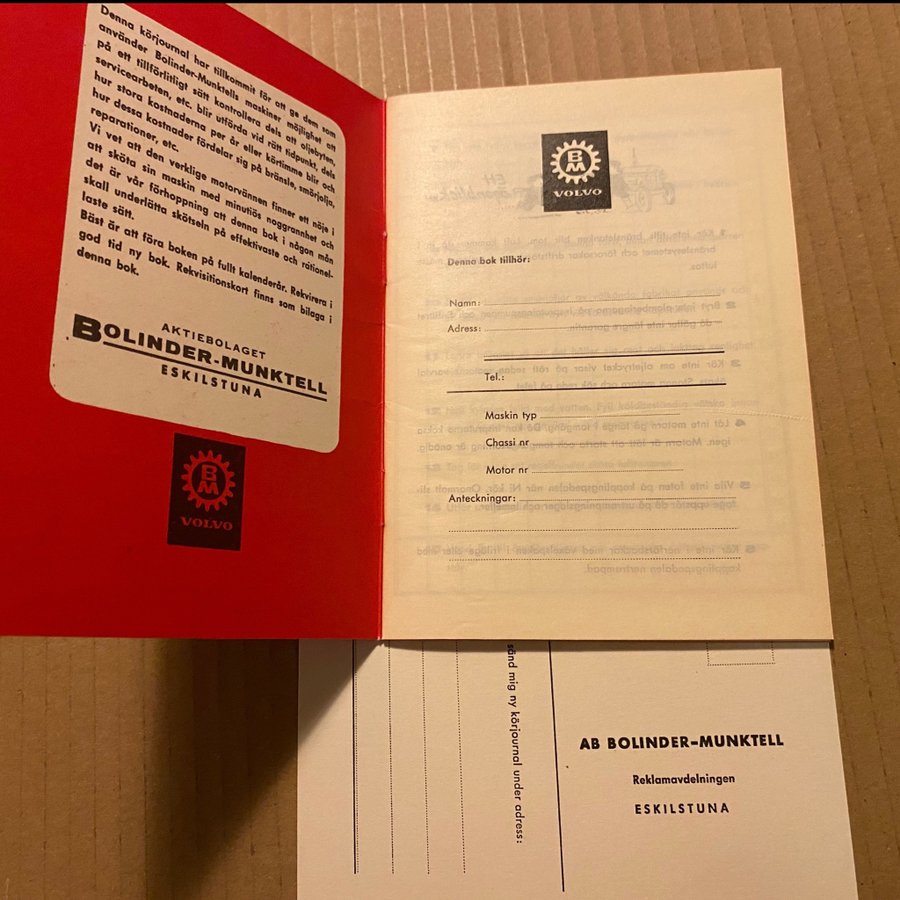 Denna körjournal har tillkommit för att ge dem som
använder Bolinder-Munktells maskiner möjlighet att
på ett tillförlitligt sätt kontrollera dels att oljebyten,
servicearbeten, etc. blir utförda vid rätt tidpunkt, dels
hur stora kostnaderna per år eller körtimme blir och
hur dessa kostnader fördelar sig på bränsle, smörjolja,
reparationer, etc.
Vi vet att den verklige motorvännen finner ett nöje i
att sköta sin maskin med minutiös noggrannhet och
det är vår förhoppning att denna bok i någon mån
skall underlätta skötseln på effektivaste och rationel-
laste sätt.
Bäst är att föra boken på fullt kalenderår. Rekvirera i
god tid ny bok. Rekvisitionskort finns som bilaga i
denna bok.
AKTIEBOLAGET
BOLINDER-MUNKTELL
ESKILSTUNA
BM
VOLVO
BM
VOLVO
Denna bok tillhör:
Namn:
Adress:
Tel.:
Maskin typ
Chassi nr
Motor nr
Anteckningar:
sänd mig ny körjournal under adress:
AB BOLINDER-MUNKTELL
Reklamavdelningen
ESKILSTUNA